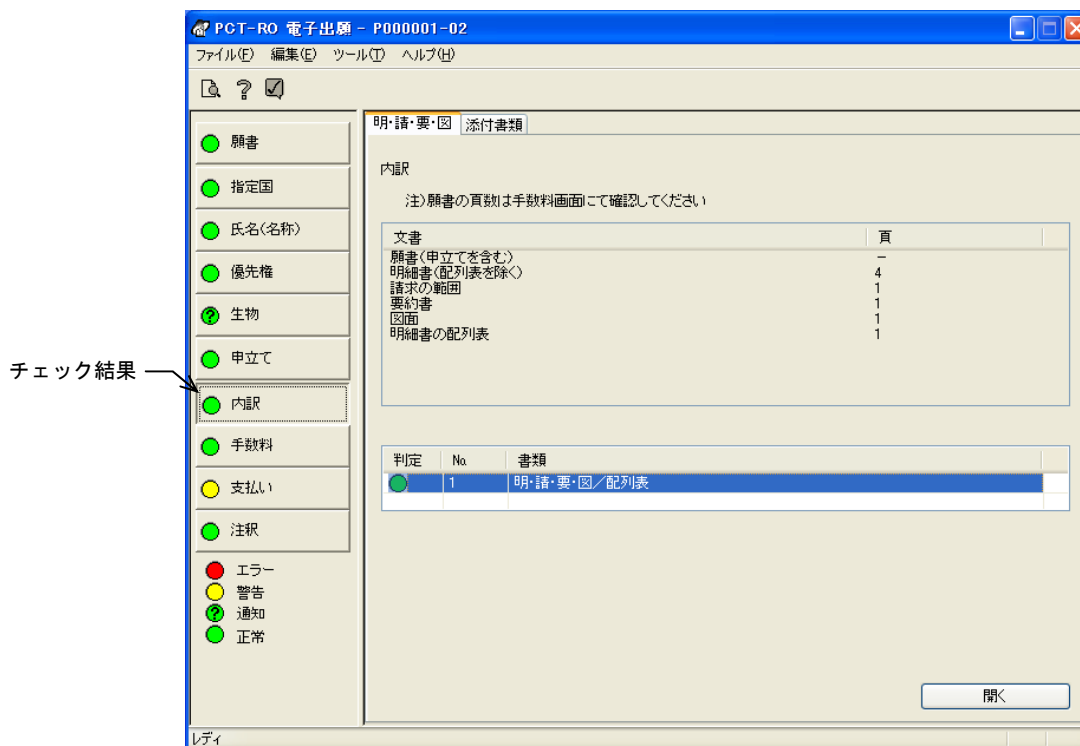 PCT-RO 電子出願 - P000001-02
ファイル(F) 編集(E) ツール(T) ヘルプ(H)
願書
指定国
氏名(名称)
優先権
生物
申立て
チェック結果
内訳
手数料
支払い
注釈
エラー
警告
通知
正常
明・請・要・図 添付書類
内訳
注)願書の頁数は手数料画面にて確認してください
文書 頁
願書(申立てを含む) −
明細書(配列表を除く) 4
請求の範囲 1
要約書 1
図面 1
明細書の配列表 1
判定 No. 書類
1 明・請・要・図/配列表
開く
レディ